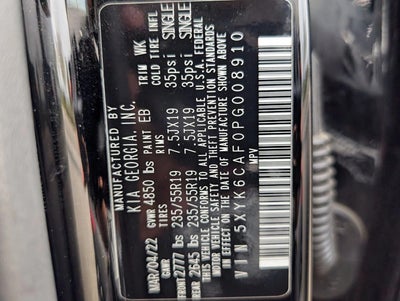 MANUFACTURED BY
KIA GEORGIA, INC.
MAR/04/22 GWR 4850 lbs PAINT EB TRIM WK
TIRES RIMS COLD TIRE INFL
FRONT 2777 lbs 235/55R19 7.5JX19 35psi SINGLE
REAR 2645 lbs 235/55R19 7.5JX19 35psi SINGLE
THIS VEHICLE CONFORMS TO ALL APPLICABLE U.S.A. FEDERAL
MOTOR VEHICLE SAFETY AND THEFT PREVENTION STANDARDS
IN EFFECT ON THE DATE OF MANUFACTURE SHOWN ABOVE
VIN 5XYK6CAF0PG008910
MPV